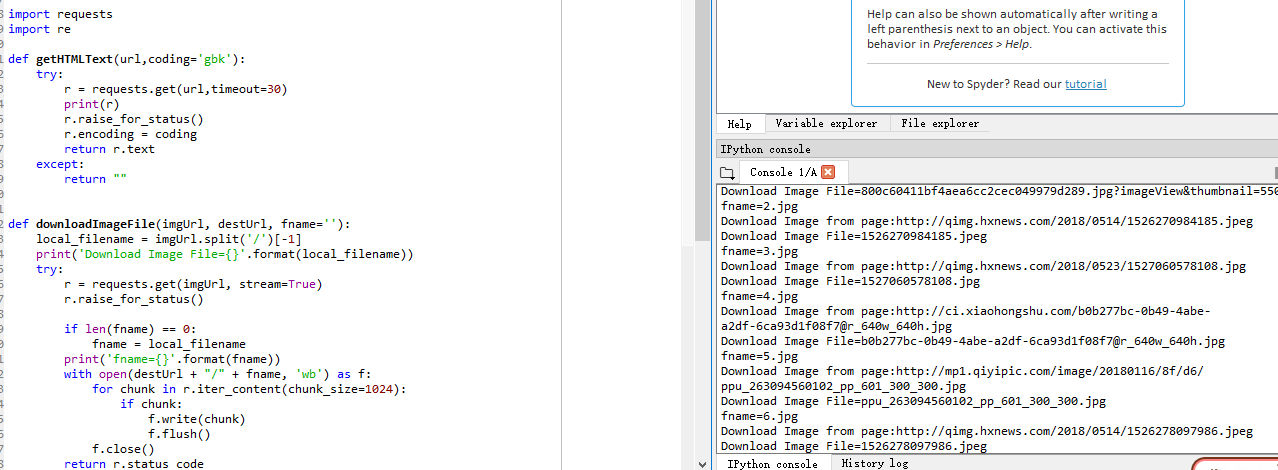 import requests
import re
def getHTMLText(url,coding='gbk'):
try:
r = requests.get(url,timeout=30)
print(r)
r.raise_for_status()
r.encoding = coding
return r.text
except:
return ""
def downloadImageFile(imgUrl, destUrl, fname=''):
local_filename = imgUrl.split('/')[-1]
print('Download Image File={}'.format(local_filename))
try:
r = requests.get(imgUrl, stream=True)
r.raise_for_status()
if len(fname) == 0:
fname = local_filename
print('fname={}'.format(fname))
with open(destUrl + "/" + fname, 'wb') as f:
for chunk in r.iter_content(chunk_size=1024):
if chunk:
f.write(chunk)
f.flush()
f.close()
return r.status_code
Help can also be shown automatically after writing a
left parenthesis next to an object. You can activate this
behavior in Preferences > Help.
New to Spyder? Read our tutorial
Help Variable explorer File explorer
IPython console
Console 1/A
Download Image File=800c60411bf4aea6cc2cec049979d289.jpg?imageView&thumbnail=550
fname=2.jpg
Download Image from page:http://qimg.hxnews.com/2018/0514/1526270984185.jpeg
Download Image File=1526270984185.jpeg
fname=3.jpg
Download Image from page:http://qimg.hxnews.com/2018/0523/1527060578108.jpg
Download Image File=1527060578108.jpg
fname=4.jpg
Download Image from page:http://ci.xiaohongshu.com/b0b277bc-0b49-4abe-
a2df-6ca93d1f08f7@r_640w_640h.jpg
Download Image File=b0b277bc-0b49-4abe-a2df-6ca93d1f08f7@r_640w_640h.jpg
fname=5.jpg
Download Image from page:http://mp1.qiyipic.com/image/20180116/8f/d6/
ppu_263094560102_pp_601_300_300.jpg
Download Image File=ppu_263094560102_pp_601_300_300.jpg
fname=6.jpg
Download Image from page:http://qimg.hxnews.com/2018/0514/1526278097986.jpeg
Download Image File=1526278097986.jpeg
IPython console History log